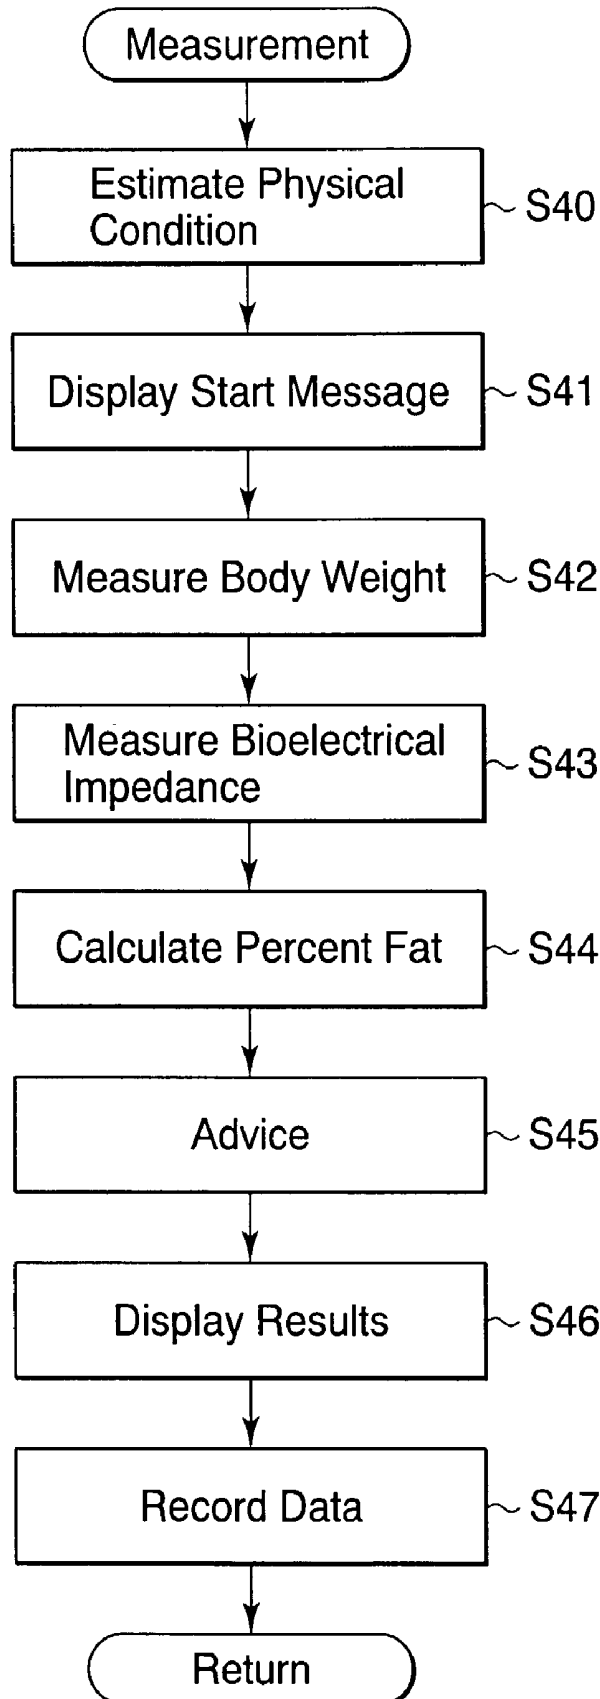 Measurement
Estimate Physical
Condition
S40
Display Start Message
S41
Measure Body Weight
S42
Measure Bioelectrical
Impedance
S43
Calculate Percent Fat
S44
Advice
S45
Display Results
S46
Record Data
S47
Return